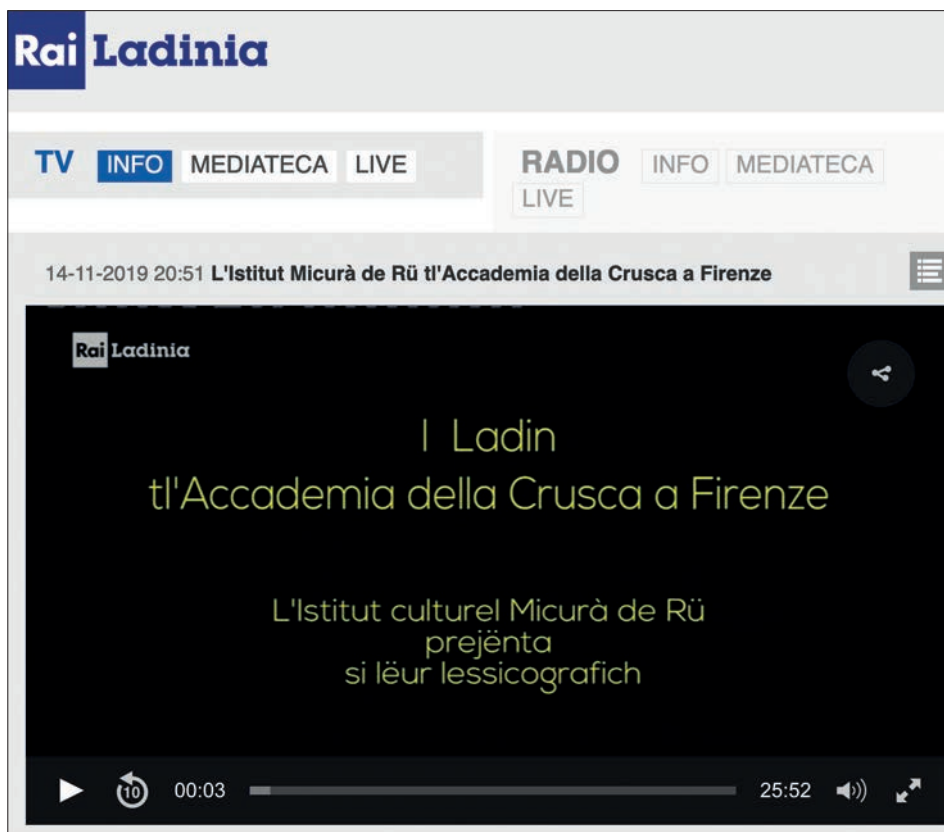 Rai Ladinia
TV INFO MEDIATECA LIVE
RADIO INFO MEDIATECA
LIVE
14-11-2019 20:51 L'Istitut Micurà de Rü tl'Accademia della Crusca a Firenze
Rai Ladinia
I Ladin
tl'Accademia della Crusca a Firenze
L'Istitut culturel Micurà de Rü
prejënta
si lëur lessicografich
10 00:03 25:52